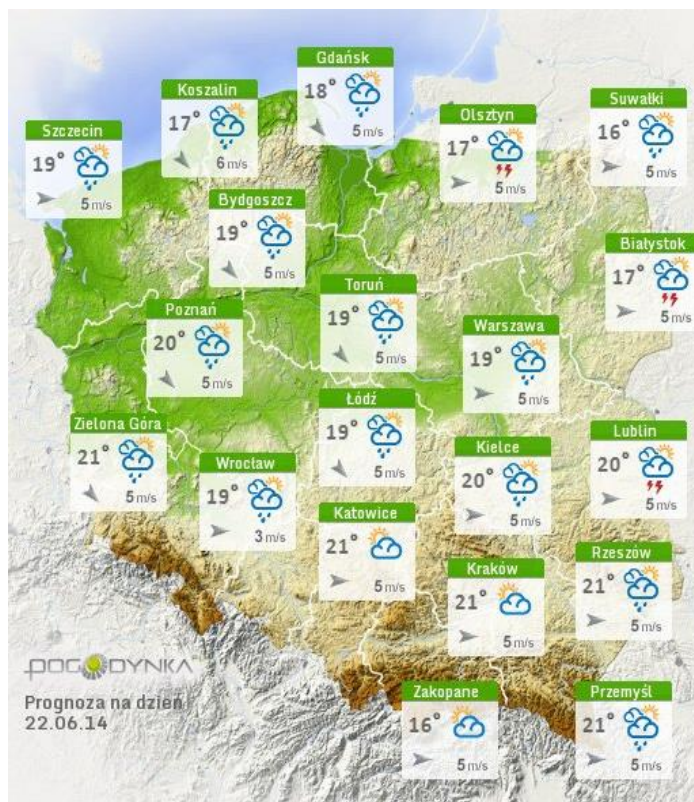 Gdańsk
18°
5 m/s
Koszalin
17°
6 m/s
Suwałki
16°
5 m/s
Olsztyn
17°
5 m/s
Szczecin
19°
5 m/s
Bydgoszcz
19°
5 m/s
Białystok
17°
5 m/s
Toruń
19°
5 m/s
Poznań
20°
5 m/s
Warszawa
19°
5 m/s
Łódź
19°
5 m/s
Zielona Góra
21°
5 m/s
Lublin
20°
5 m/s
Kielce
20°
5 m/s
Wrocław
19°
3 m/s
Katowice
21°
5 m/s
Rzeszów
21°
5 m/s
Kraków
21°
5 m/s
POGODYNKA
Prognoza na dzień
22.06.14
Zakopane
16°
5 m/s
Przemyśl
21°
5 m/s